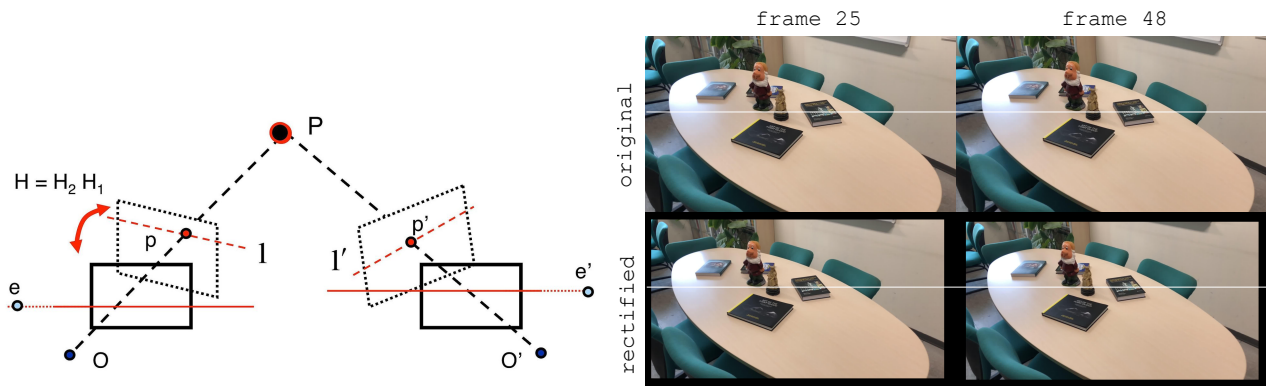 frame 25
frame 48
P
H = H₂ H₁
p
l
p'
l'
e
e'
O
O'
original
rectified